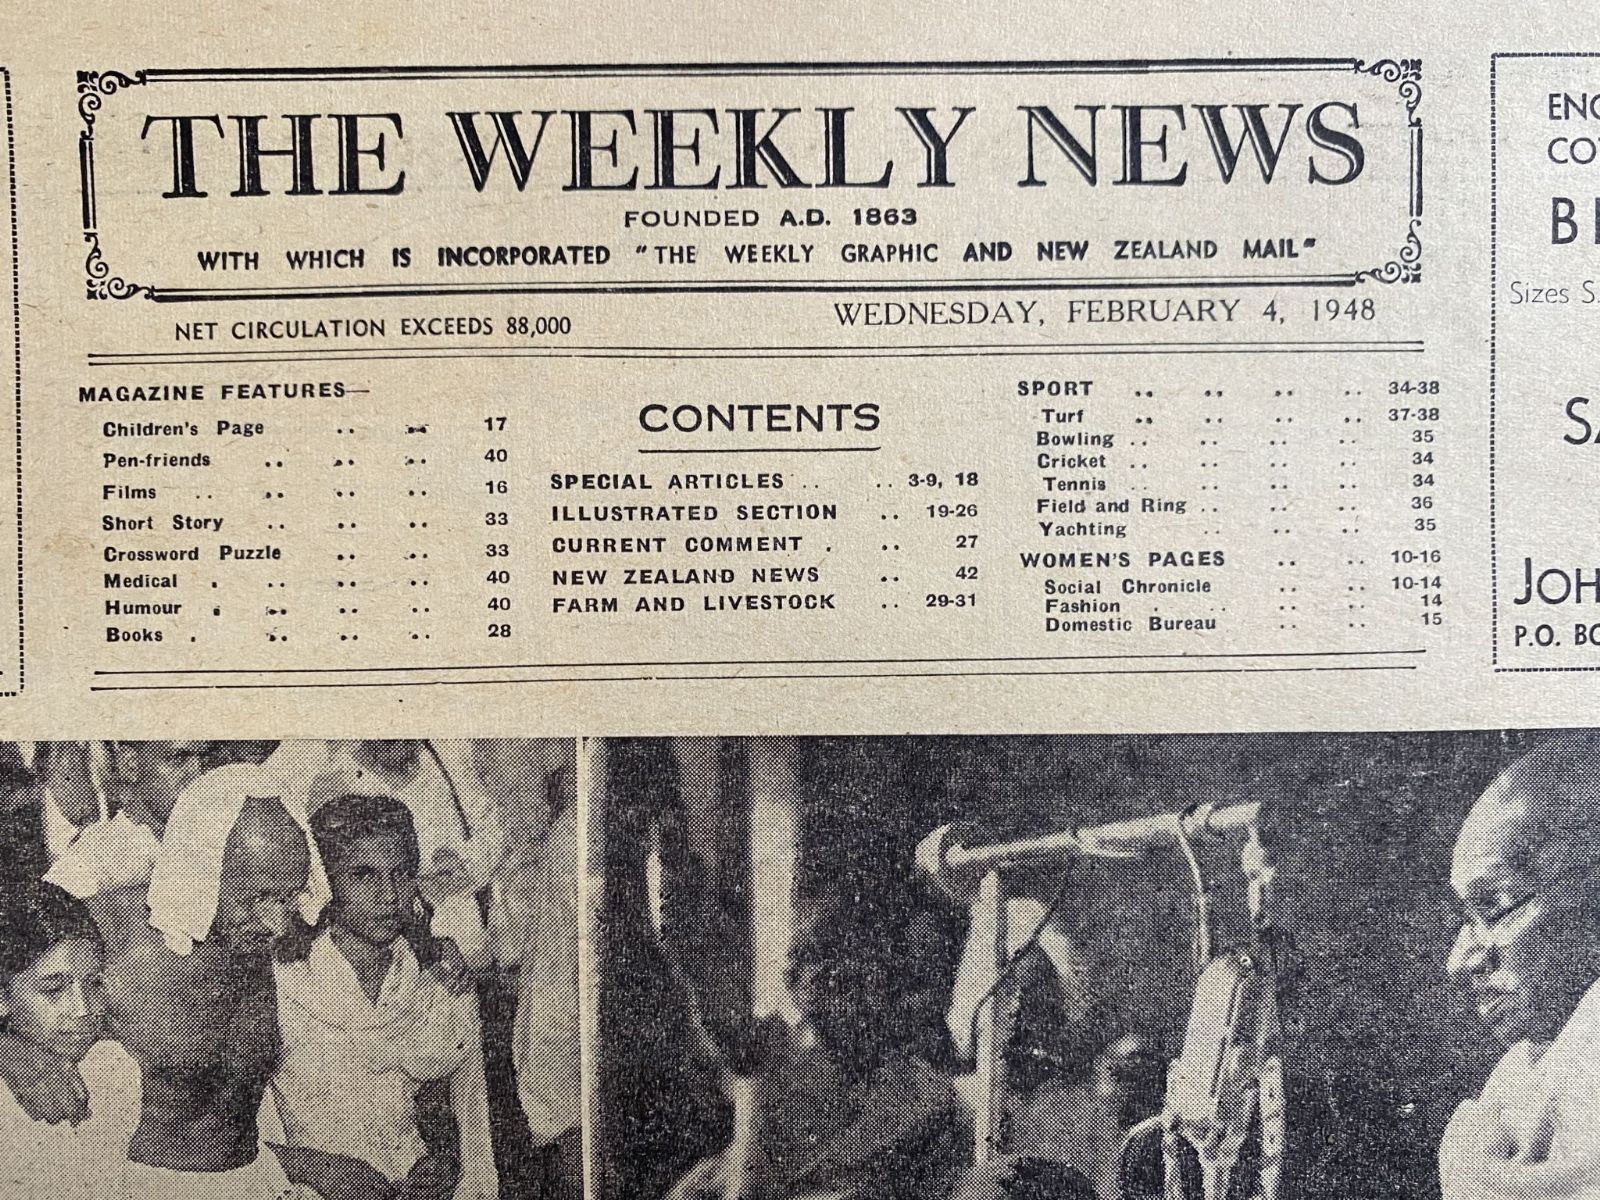 THE WEEKLY NEWS
FOUNDED A.D. 1863
WITH WHICH IS INCORPORATED "THE WEEKLY GRAPHIC AND NEW ZEALAND MAIL"
NET CIRCULATION EXCEEDS 88,000
WEDNESDAY, FEBRUARY 4, 1948
MAGAZINE FEATURES—
Children's Page .. .. 17
Pen-friends .. .. .. 40
Films .. .. .. .. 16
Short Story .. .. .. 33
Crossword Puzzle .. .. 33
Medical . .. .. .. 40
Humour . .. .. .. 40
Books . .. .. .. 28
CONTENTS
SPECIAL ARTICLES .. .. 3-9, 18
ILLUSTRATED SECTION .. 19-26
CURRENT COMMENT . .. 27
NEW ZEALAND NEWS .. 42
FARM AND LIVESTOCK .. 29-31
SPORT .. .. .. .. 34-38
Turf .. .. .. .. 37-38
Bowling .. .. .. .. 35
Cricket .. .. .. .. 34
Tennis .. .. .. .. 34
Field and Ring .. .. .. 36
Yachting .. .. .. 35
WOMEN'S PAGES .. .. 10-16
Social Chronicle .. .. 10-14
Fashion . .. .. .. 14
Domestic Bureau .. .. 15
Sizes S.
P.O.